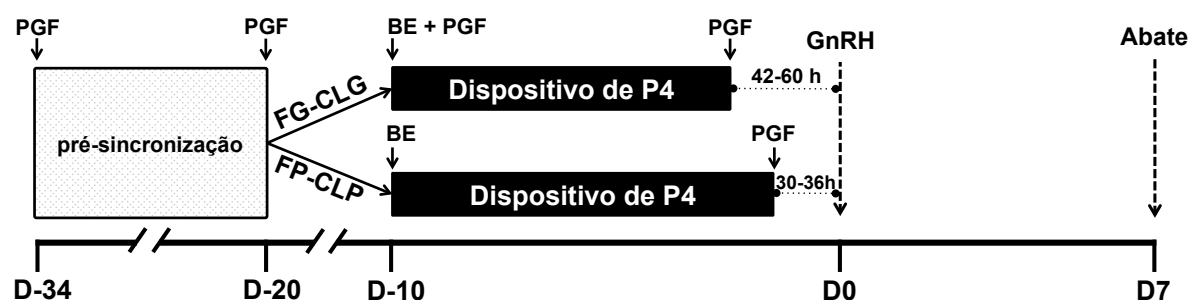 PGF
PGF
BE + PGF
PGF
GnRH
Abate
42-60 h
Dispositivo de P4
FG-CLG
pré-sincronização
BE
PGF
FP-CLP
Dispositivo de P4
30-36h
D-34
D-20
D-10
D0
D7